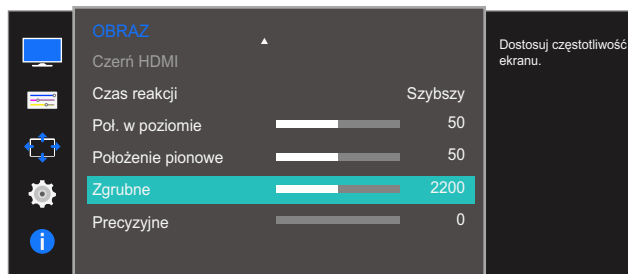 OBRAZ
Czerń HDMI
Czas reakcji Szybszy
Poł. w poziomie 50
Położenie pionowe 50
Zgrubne 2200
Precyzyjne 0
Dostosuj częstotliwość
ekranu.